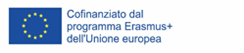 Cofinanziato dal
programma Erasmus+
dell'Unione europea